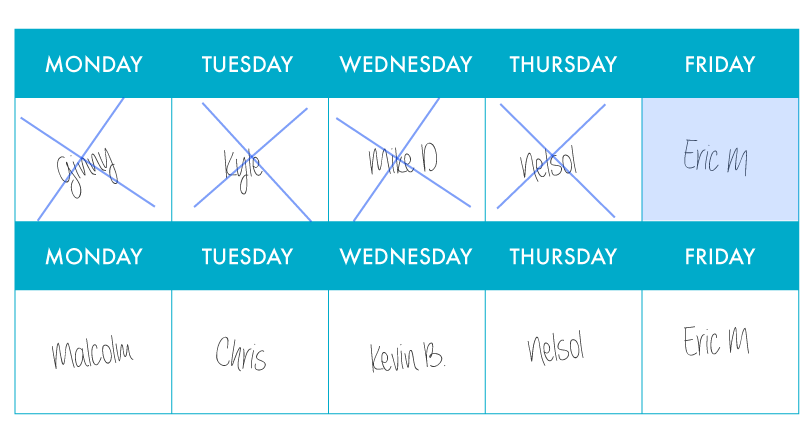 MONDAY TUESDAY WEDNESDAY THURSDAY FRIDAY
Ginny Kyle Mike D Nelsol Eric M
MONDAY TUESDAY WEDNESDAY THURSDAY FRIDAY
Malcolm Chris Kevin B. Nelsol Eric M